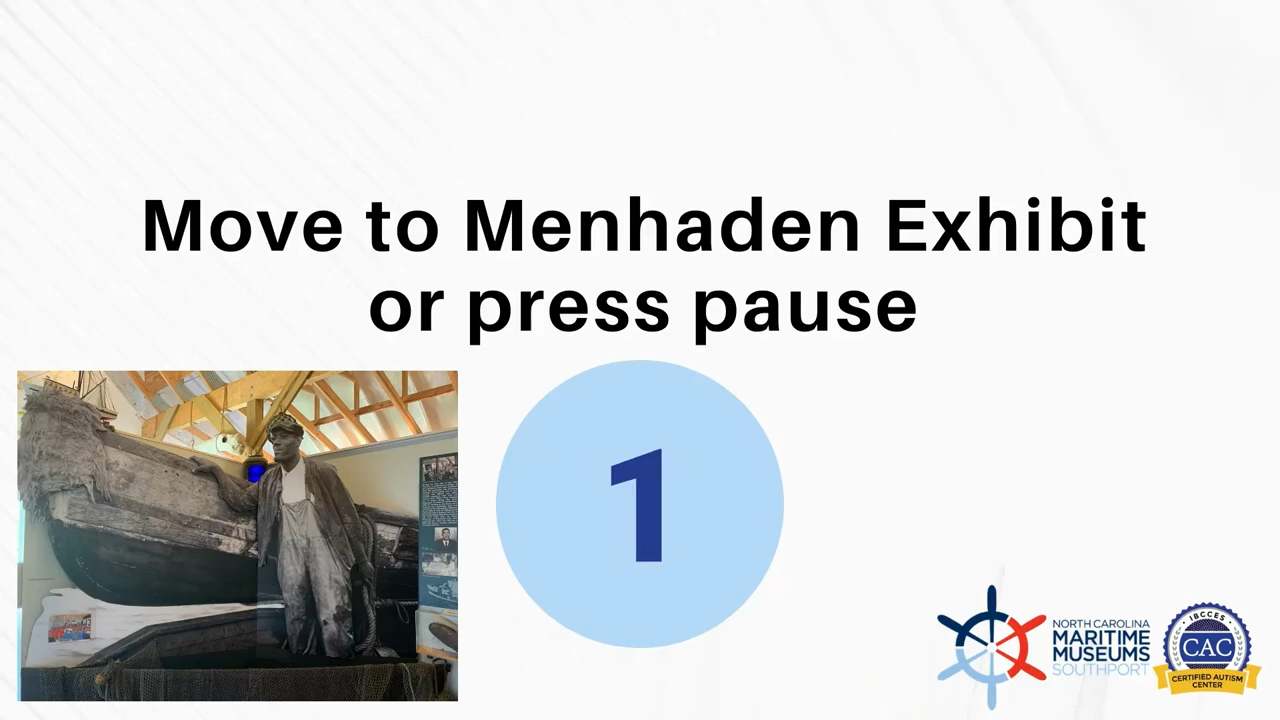 Move to Menhaden Exhibit
or press pause
1
NORTH CAROLINA
MARITIME
MUSEUMS
SOUTHPORT
IBCCES
CAC
CERTIFIED AUTISM
CENTER